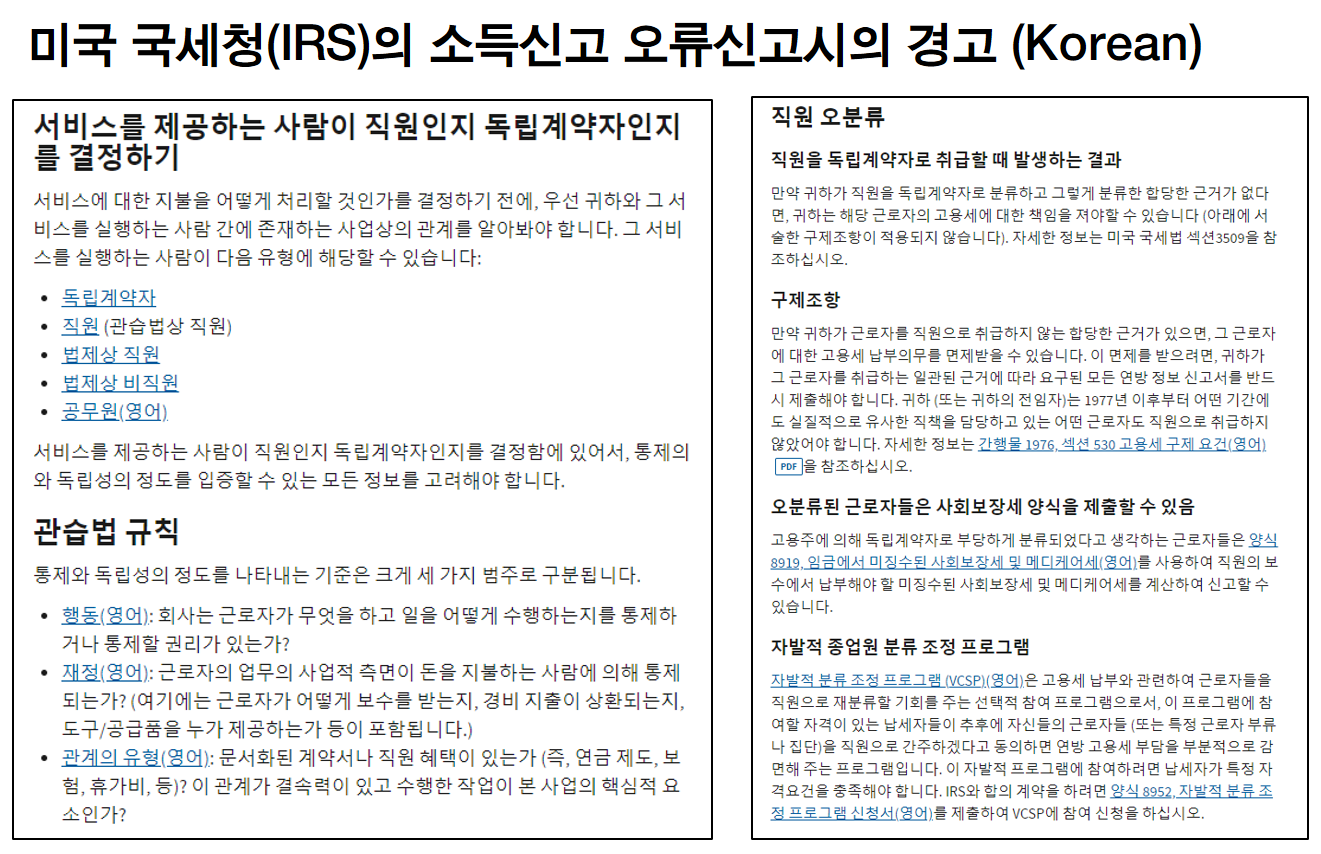 미국 국세청(IRS)의 소득신고 오류신고시의 경고 (Korean)
서비스를 제공하는 사람이 직원인지 독립계약자인지
를 결정하기
서비스에 대한 지불을 어떻게 처리할 것인가를 결정하기 전에, 우선 귀하와 그 서
비스를 실행하는 사람 간에 존재하는 사업상의 관계를 알아봐야 합니다. 그 서비
스를 실행하는 사람이 다음 유형에 해당할 수 있습니다:
• 독립계약자
• 직원 (관습법상 직원)
• 법제상 직원
• 법제상 비직원
• 공무원(영어)
서비스를 제공하는 사람이 직원인지 독립계약자인지를 결정함에 있어서, 통제의
와 독립성의 정도를 입증할 수 있는 모든 정보를 고려해야 합니다.
관습법 규칙
통제와 독립성의 정도를 나타내는 기준은 크게 세 가지 범주로 구분됩니다.
• 행동(영어): 회사는 근로자가 무엇을 하고 일을 어떻게 수행하는지를 통제하
거나 통제할 권리가 있는가?
• 재정(영어): 근로자의 업무의 사업적 측면이 돈을 지불하는 사람에 의해 통제
되는가? (여기에는 근로자가 어떻게 보수를 받는지, 경비 지출이 상환되는지,
도구/공급품을 누가 제공하는가 등이 포함됩니다.)
• 관계의 유형(영어): 문서화된 계약서나 직원 혜택이 있는가 (즉, 연금 제도, 보
험, 휴가비, 등)? 이 관계가 결속력이 있고 수행한 작업이 본 사업의 핵심적 요
소인가?
직원 오분류
직원을 독립계약자로 취급할 때 발생하는 결과
만약 귀하가 직원을 독립계약자로 분류하고 그렇게 분류한 합당한 근거가 없다
면, 귀하는 해당 근로자의 고용세에 대한 책임을 져야할 수 있습니다 (아래에 서
술한 구제조항이 적용되지 않습니다). 자세한 정보는 미국 국세법 섹션3509을 참
조하십시오.
구제조항
만약 귀하가 근로자를 직원으로 취급하지 않는 합당한 근거가 있으면, 그 근로자
에 대한 고용세 납부의무를 면제받을 수 있습니다. 이 면제를 받으려면, 귀하가
그 근로자를 취급하는 일관된 근거에 따라 요구된 모든 연방 정보 신고서를 반드
시 제출해야 합니다. 귀하 (또는 귀하의 전임자)는 1977년 이후부터 어떤 기간에
도 실질적으로 유사한 직책을 담당하고 있는 어떤 근로자도 직원으로 취급하지
않았어야 합니다. 자세한 정보는 간행물 1976, 섹션 530 고용세 구제 요건(영어)
PDF 을 참조하십시오.
오분류된 근로자들은 사회보장세 양식을 제출할 수 있음
고용주에 의해 독립계약자로 부당하게 분류되었다고 생각하는 근로자들은 양식
8919, 임금에서 미징수된 사회보장세 및 메디케어세(영어)를 사용하여 직원의 보
수에서 납부해야 할 미징수된 사회보장세 및 메디케어세를 계산하여 신고할 수
있습니다.
자발적 종업원 분류 조정 프로그램
자발적 분류 조정 프로그램 (VCSP)(영어)은 고용세 납부와 관련하여 근로자들을
직원으로 재분류할 기회를 주는 선택적 참여 프로그램으로서, 이 프로그램에 참
여할 자격이 있는 납세자들이 추후에 자신들의 근로자들 (또는 특정 근로자 부류
나 집단)을 직원으로 간주하겠다고 동의하면 연방 고용세 부담을 부분적으로 감
면해 주는 프로그램입니다. 이 자발적 프로그램에 참여하려면 납세자가 특정 자
격요건을 충족해야 합니다. IRS와 합의 계약을 하려면 양식 8952, 자발적 분류 조
정 프로그램 신청서(영어)를 제출하여 VCSP에 참여 신청을 하십시오.